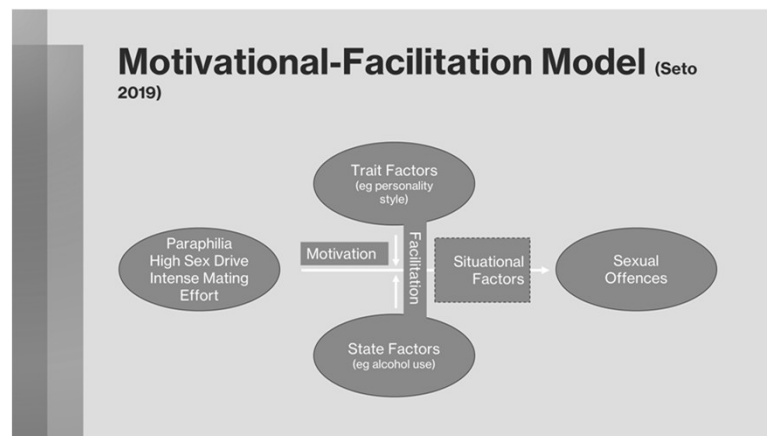 Motivational-Facilitation Model (Seto
2019)
Trait Factors
(eg personality
style)
Paraphilia
High Sex Drive
Intense Mating
Effort
Motivation
Facilitation
Situational
Factors
Sexual
Offences
State Factors
(eg alcohol use)